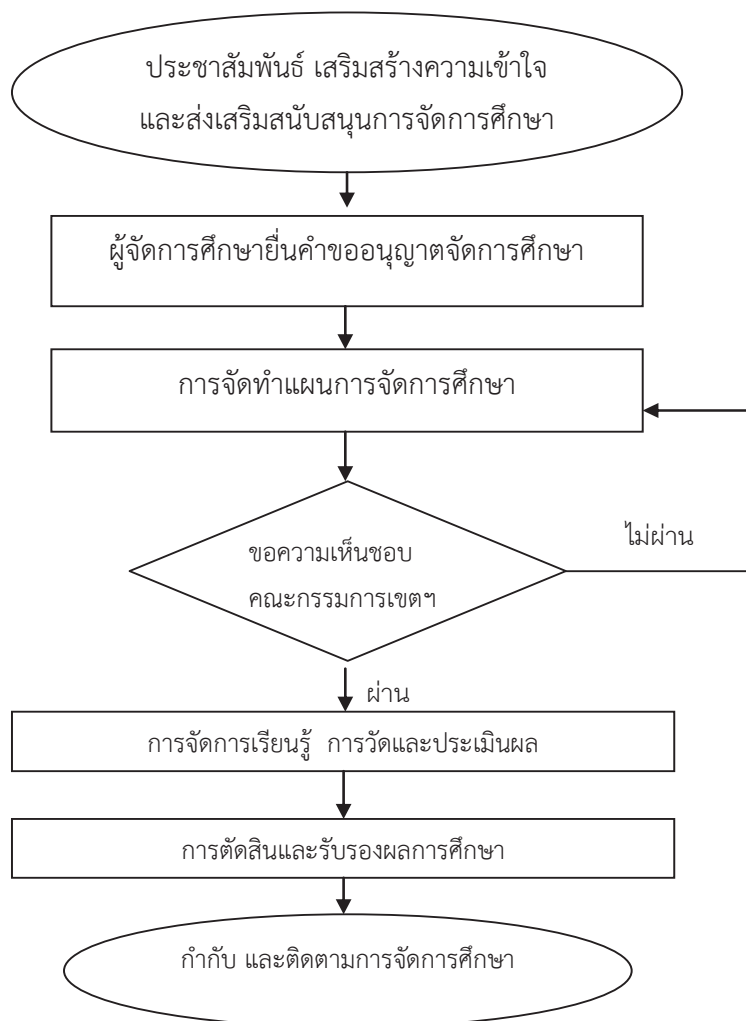 ประชาสัมพันธ์ เสริมสร้างความเข้าใจ
และส่งเสริมสนับสนุนการจัดการศึกษา
ผู้จัดการศึกษายื่นคำขออนุญาตจัดการศึกษา
การจัดทำแผนการจัดการศึกษา
ขอความเห็นชอบ
คณะกรรมการเขตฯ
ไม่ผ่าน
ผ่าน
การจัดการเรียนรู้ การวัดและประเมินผล
การตัดสินและรับรองผลการศึกษา
กำกับ และติดตามการจัดการศึกษา